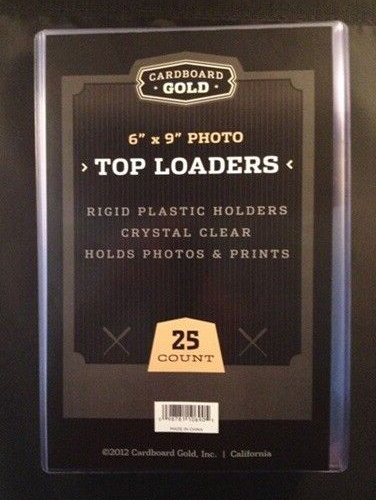 CARDBOARD
GOLD
6" x 9" PHOTO
› TOP LOADERS ‹
RIGID PLASTIC HOLDERS
CRYSTAL CLEAR
HOLDS PHOTOS & PRINTS
25
COUNT
MADE IN CHINA
©2012 Cardboard Gold, Inc. | California